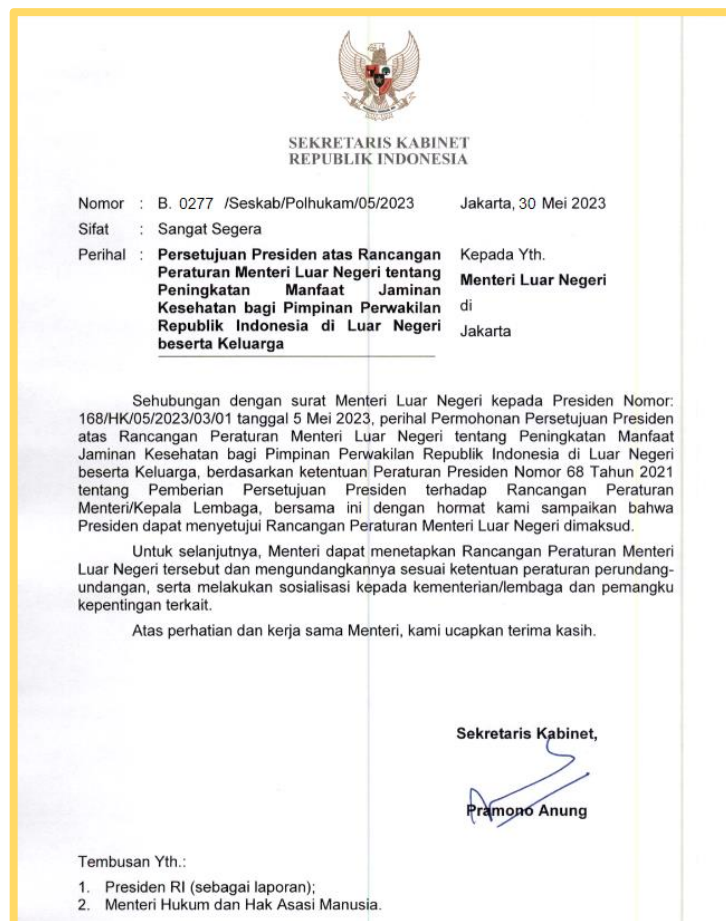 SEKRETARIS KABINET
REPUBLIK INDONESIA
Nomor : B. 0277 /Seskab/Polhukam/05/2023
Jakarta, 30 Mei 2023
Sifat : Sangat Segera
Perihal : Persetujuan Presiden atas Rancangan
Peraturan Menteri Luar Negeri tentang
Peningkatan Manfaat Jaminan
Kesehatan bagi Pimpinan Perwakilan
Republik Indonesia di Luar Negeri
beserta Keluarga
Kepada Yth.
Menteri Luar Negeri
di
Jakarta
Sehubungan dengan surat Menteri Luar Negeri kepada Presiden Nomor:
168/HK/05/2023/03/01 tanggal 5 Mei 2023, perihal Permohonan Persetujuan Presiden
atas Rancangan Peraturan Menteri Luar Negeri tentang Peningkatan Manfaat
Jaminan Kesehatan bagi Pimpinan Perwakilan Republik Indonesia di Luar Negeri
beserta Keluarga, berdasarkan ketentuan Peraturan Presiden Nomor 68 Tahun 2021
tentang Pemberian Persetujuan Presiden terhadap Rancangan Peraturan
Menteri/Kepala Lembaga, bersama ini dengan hormat kami sampaikan bahwa
Presiden dapat menyetujui Rancangan Peraturan Menteri Luar Negeri dimaksud.
Untuk selanjutnya, Menteri dapat menetapkan Rancangan Peraturan Menteri
Luar Negeri tersebut dan mengundangkannya sesuai ketentuan peraturan perundang-
undangan, serta melakukan sosialisasi kepada kementerian/lembaga dan pemangku
kepentingan terkait.
Atas perhatian dan kerja sama Menteri, kami ucapkan terima kasih.
Sekretaris Kabinet,
Pramono Anung
Tembusan Yth.:
1. Presiden RI (sebagai laporan);
2. Menteri Hukum dan Hak Asasi Manusia.